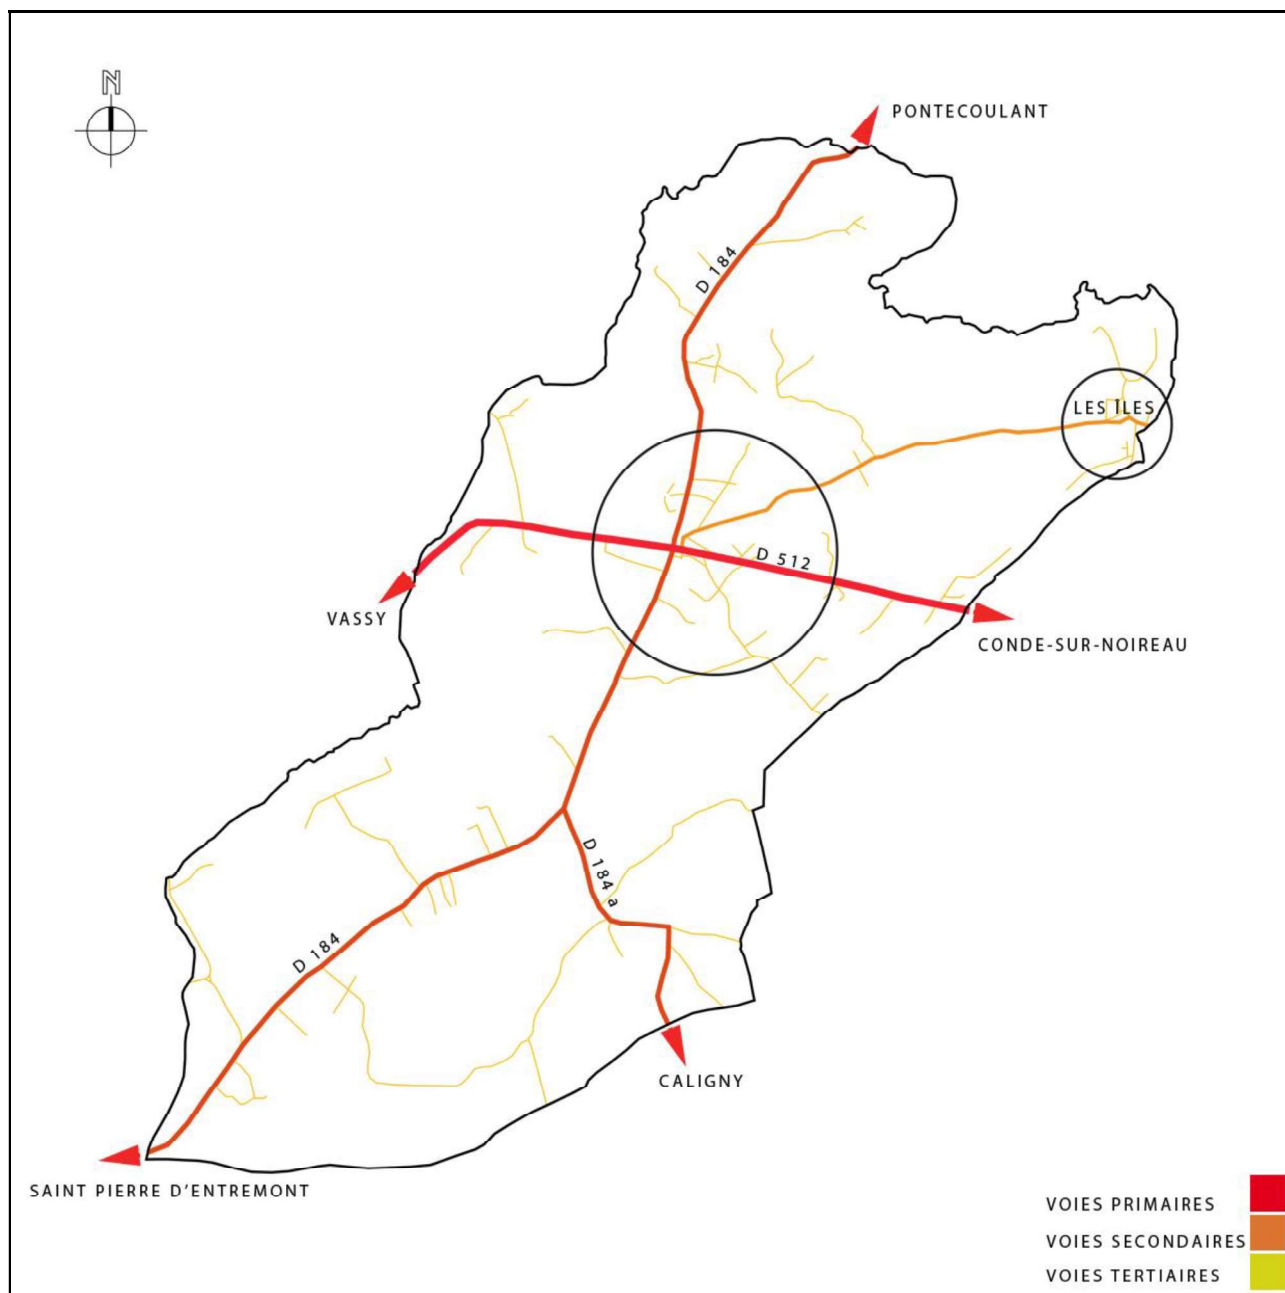 N
PONTECOULANT
D 184
LES ÎLES
D 512
VASSY
CONDE-SUR-NOIREAU
D 184 a
D 184
CALIGNY
SAINT PIERRE D'ENTREMONT
VOIES PRIMAIRES
VOIES SECONDAIRES
VOIES TERTIAIRES